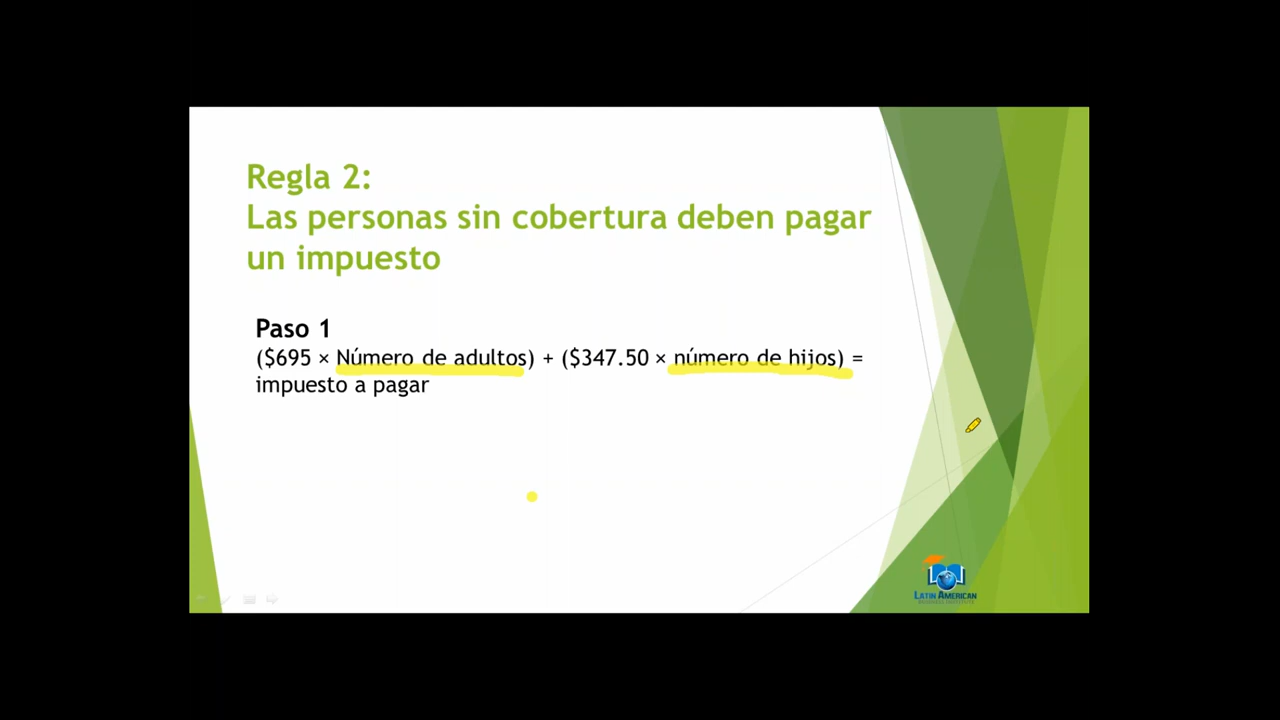 Regla 2:
Las personas sin cobertura deben pagar
un impuesto
Paso 1
($695 × Número de adultos) + ($347.50 × número de hijos) =
impuesto a pagar
LATIN AMERICAN